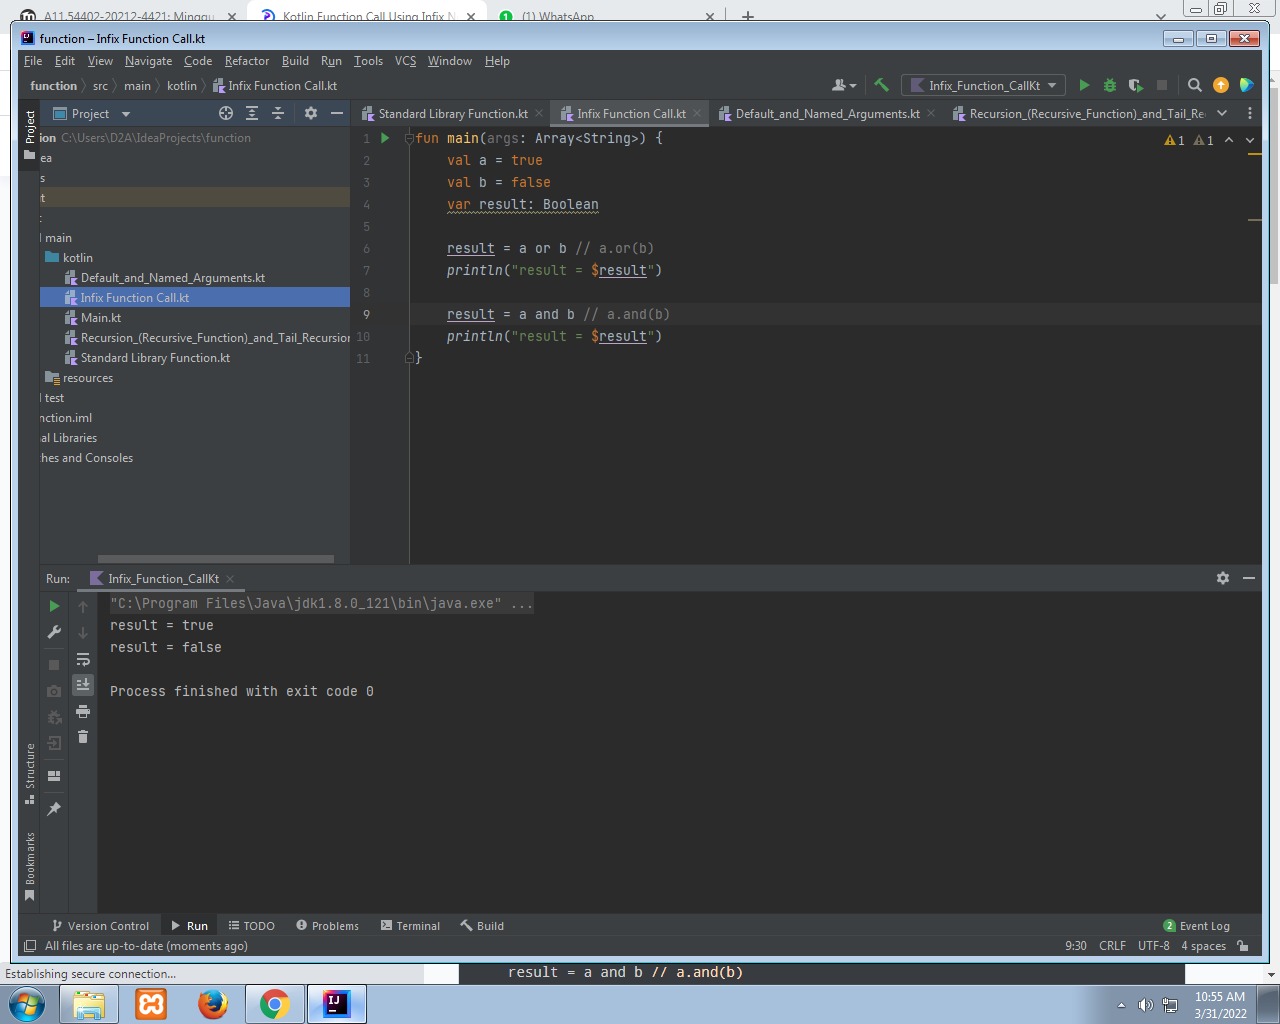 A11.54402-20212-4421: Minggu
Kotlin Function Call Using Infix N
(1) WhatsApp
function – Infix Function Call.kt
File Edit View Navigate Code Refactor Build Run Tools VCS Window Help
function src main kotlin Infix Function Call.kt
Infix_Function_CallKt
Project
Project
Standard Library Function.kt
Infix Function Call.kt
Default_and_Named_Arguments.kt
Recursion_(Recursive_Function)_and_Tail_Re
ion C:\Users\D2A\IdeaProjects\function
ea
s
t
:
l main
kotlin
Default_and_Named_Arguments.kt
Infix Function Call.kt
Main.kt
Recursion_(Recursive_Function)_and_Tail_Recursion
Standard Library Function.kt
resources
l test
nction.iml
al Libraries
ches and Consoles
1 fun main(args: Array<String>) {
2 val a = true
3 val b = false
4 var result: Boolean
5
6 result = a or b // a.or(b)
7 println("result = $result")
8
9 result = a and b // a.and(b)
10 println("result = $result")
11 }
1 1
Run: Infix_Function_CallKt
"C:\Program Files\Java\jdk1.8.0_121\bin\java.exe" ...
result = true
result = false
Process finished with exit code 0
Structure
Bookmarks
Version Control Run TODO Problems Terminal Build
2 Event Log
All files are up-to-date (moments ago)
9:30 CRLF UTF-8 4 spaces
Establishing secure connection...
result = a and b // a.and(b)
10:55 AM
3/31/2022